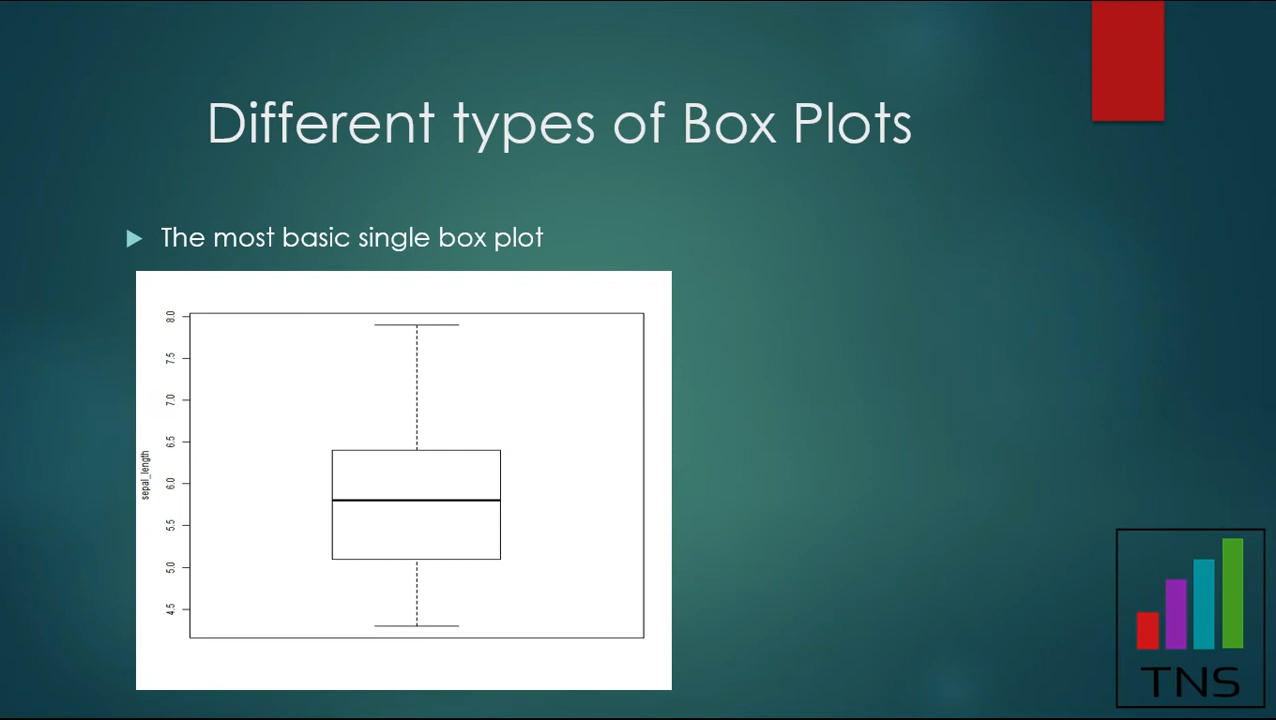 Different types of Box Plots
The most basic single box plot
8.0
7.5
7.0
6.5
6.0
5.5
5.0
4.5
sepal_length
TNS